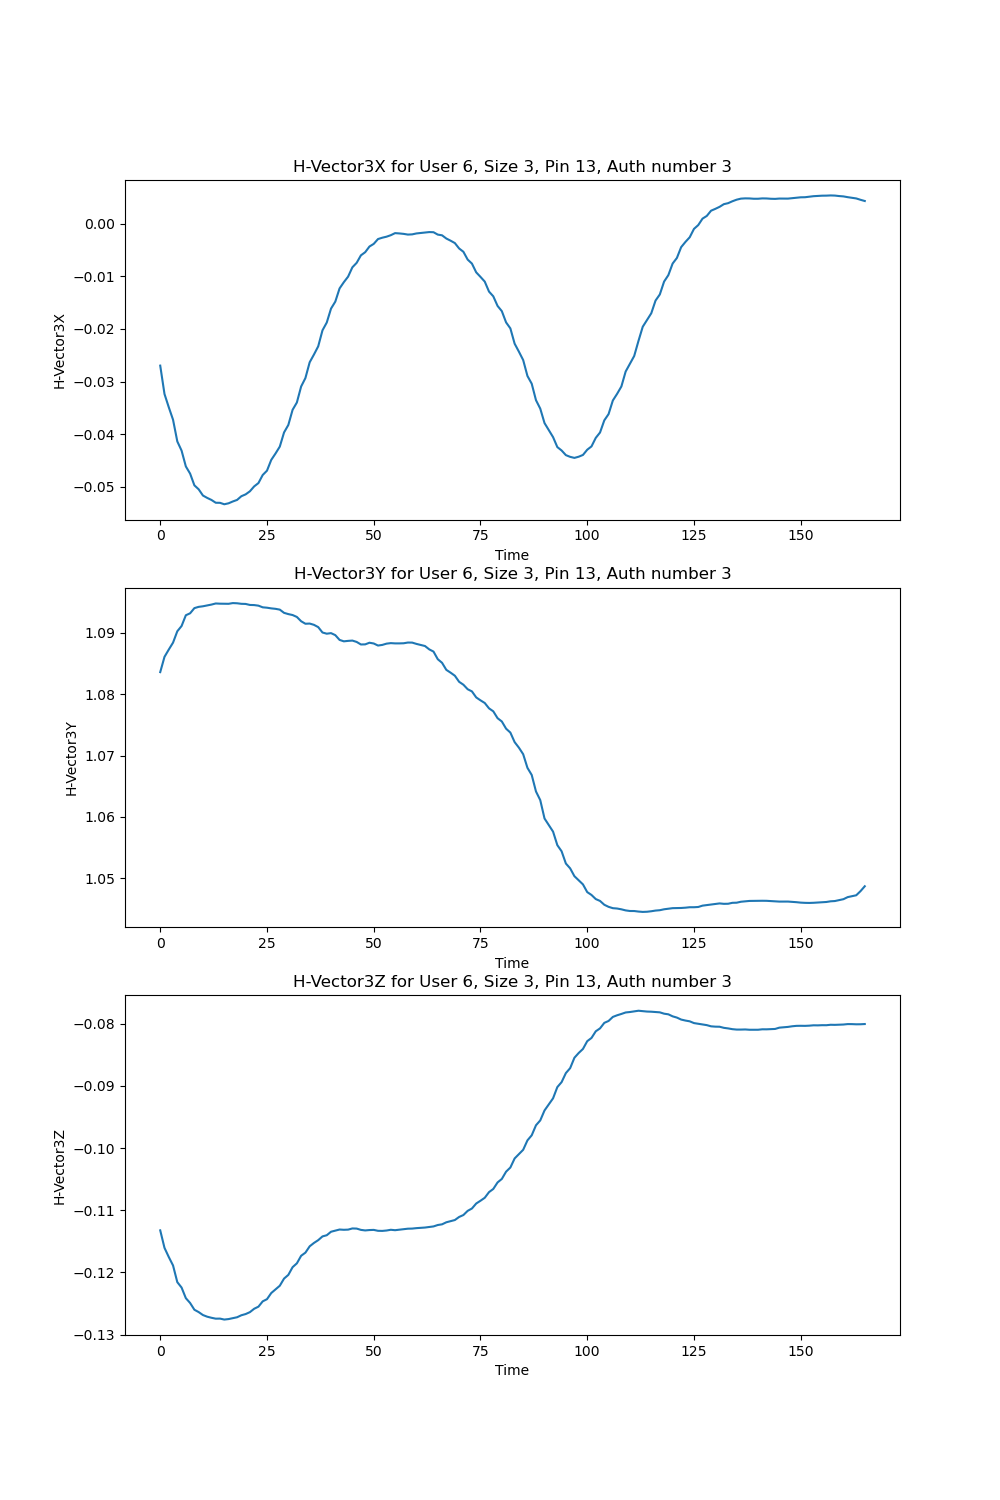 H-Vector3X for User 6, Size 3, Pin 13, Auth number 3
0.00
−0.01
−0.02
−0.03
−0.04
−0.05
H-Vector3X
0 25 50 75 100 125 150
Time
H-Vector3Y for User 6, Size 3, Pin 13, Auth number 3
1.09
1.08
1.07
1.06
1.05
H-Vector3Y
0 25 50 75 100 125 150
Time
H-Vector3Z for User 6, Size 3, Pin 13, Auth number 3
−0.08
−0.09
−0.10
−0.11
−0.12
−0.13
H-Vector3Z
0 25 50 75 100 125 150
Time